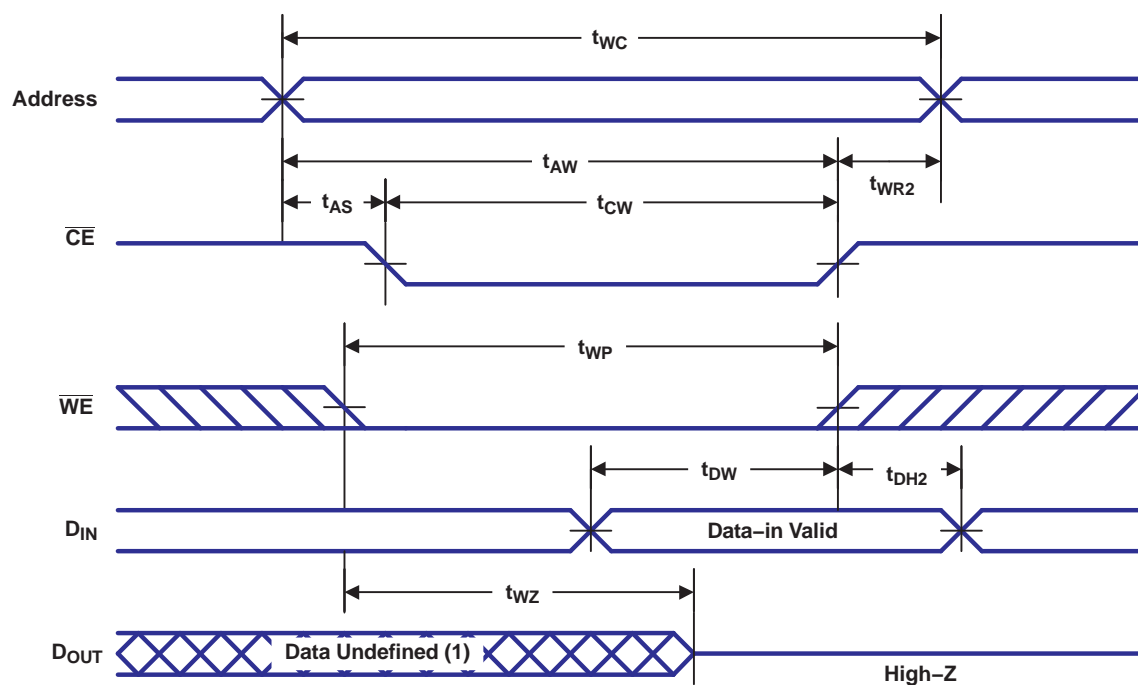 tWC
Address
tAW
tWR2
tAS
tCW
CE
tWP
WE
tDW
tDH2
DIN
Data–in Valid
tWZ
DOUT
Data Undefined (1)
High–Z